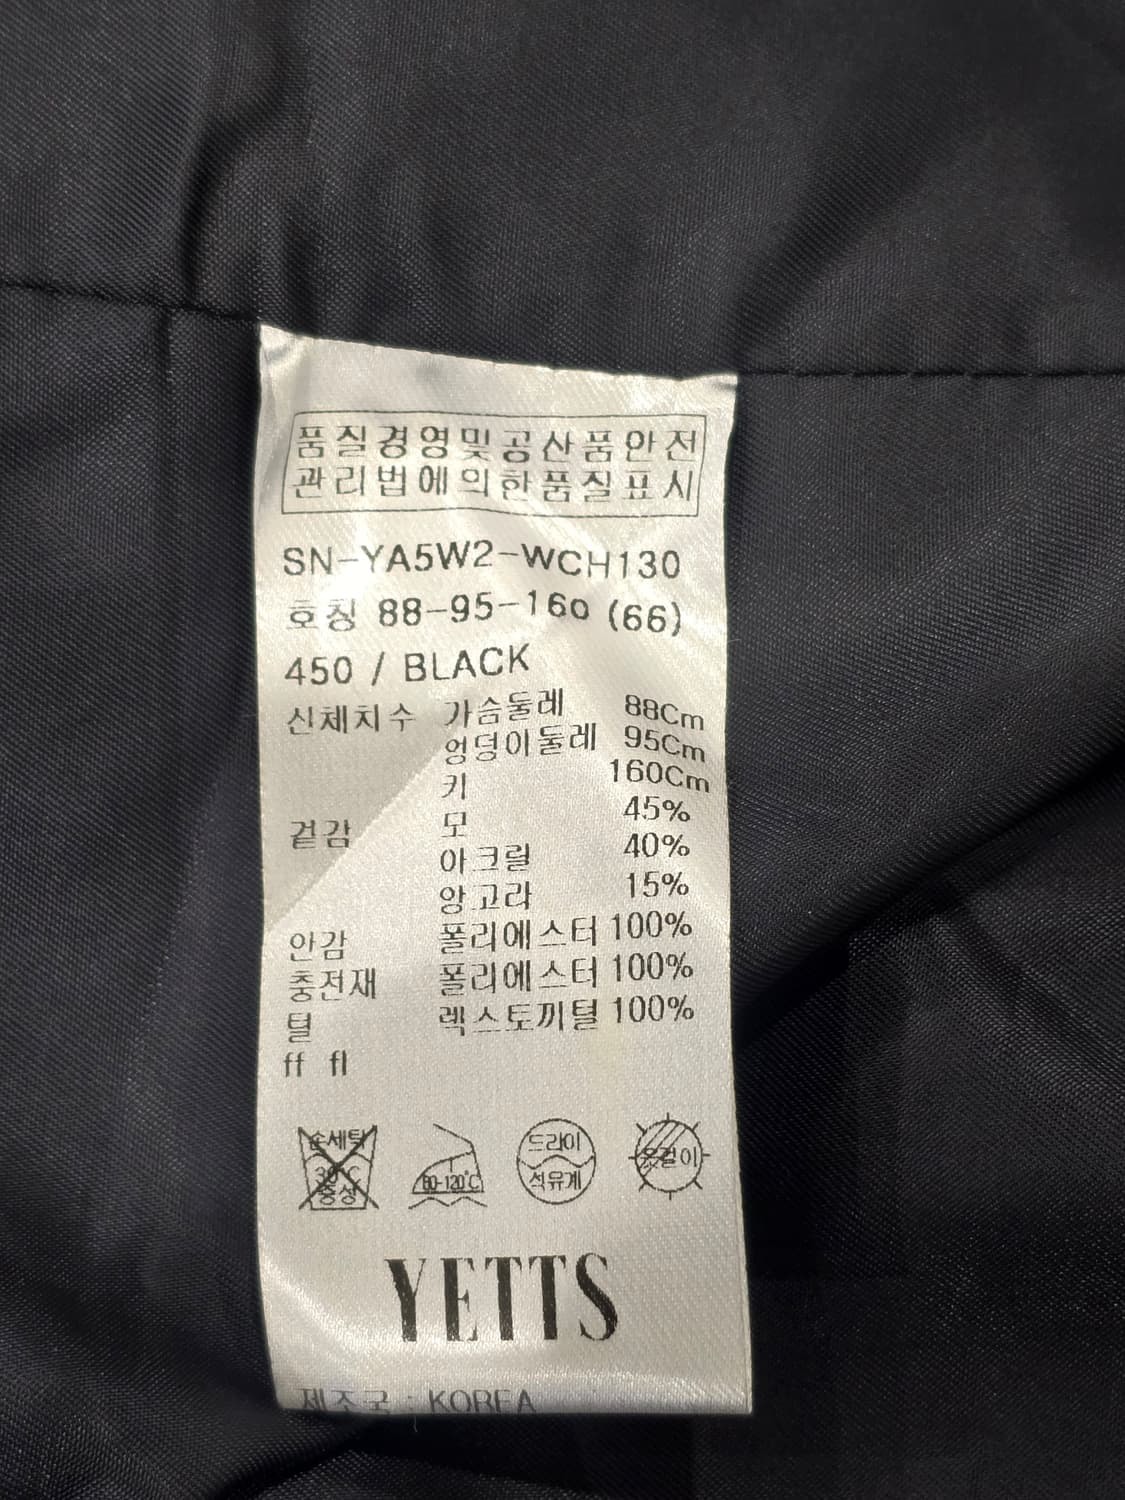 품질경영및공산품안전
관리법에의한품질표시
SN-YA5W2-WCH130
호칭 88-95-160 (66)
450 / BLACK
신체치수 가슴둘레 88Cm
엉덩이둘레 95Cm
키 160Cm
겉감 모 45%
아크릴 40%
앙고라 15%
안감 폴리에스터 100%
충전재 폴리에스터 100%
털 렉스토끼털 100%
ff fl
손세탁 30℃ 중성
80-120℃
드라이
석유계
옷걸이
YETTS
제조국 : KOREA